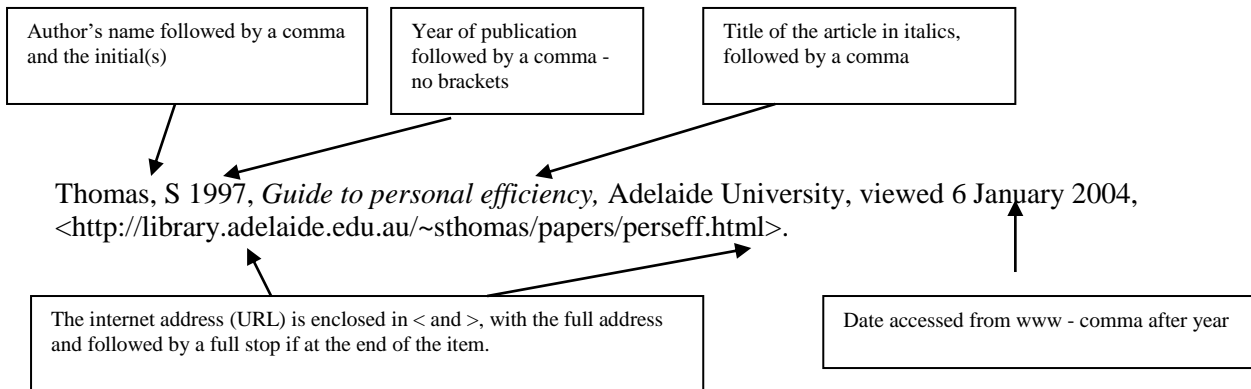 Author's name followed by a comma
and the initial(s)
Year of publication
followed by a comma -
no brackets
Title of the article in italics,
followed by a comma
Thomas, S 1997, Guide to personal efficiency, Adelaide University, viewed 6 January 2004,
<http://library.adelaide.edu.au/~sthomas/papers/perseff.html>.
The internet address (URL) is enclosed in < and >, with the full address
and followed by a full stop if at the end of the item.
Date accessed from www - comma after year